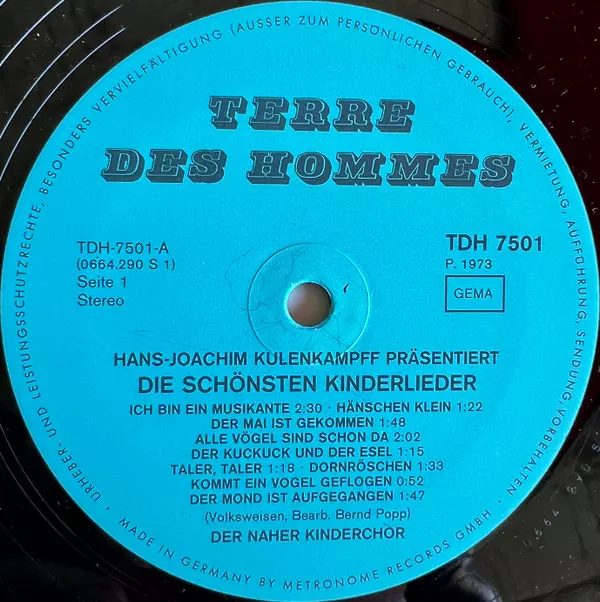 URHEBER- UND LEISTUNGSSCHUTZRECHTE, BESONDERS VERVIELFÄLTIGUNG (AUSSER ZUM PERSÖNLICHEN GEBRAUCH), VERMIETUNG, AUFFÜHRUNG, SENDUNG, VORBEHALTEN
TERRE
DES HOMMES
TDH-7501-A
(0664.290 S 1)
Seite 1
Stereo
TDH 7501
P. 1973
GEMA
HANS-JOACHIM KULENKAMPFF PRÄSENTIERT
DIE SCHÖNSTEN KINDERLIEDER
ICH BIN EIN MUSIKANTE 2:30 · HÄNSCHEN KLEIN 1:22
DER MAI IST GEKOMMEN 1:48
ALLE VÖGEL SIND SCHON DA 2:02
DER KUCKUCK UND DER ESEL 1:15
TALER, TALER 1:18 · DORNRÖSCHEN 1:33
KOMMT EIN VOGEL GEFLOGEN 0:52
DER MOND IST AUFGEGANGEN 1:47
(Volksweisen, Bearb. Bernd Popp)
DER NAHER KINDERCHOR
MADE IN GERMANY BY METRONOME RECORDS GMBH